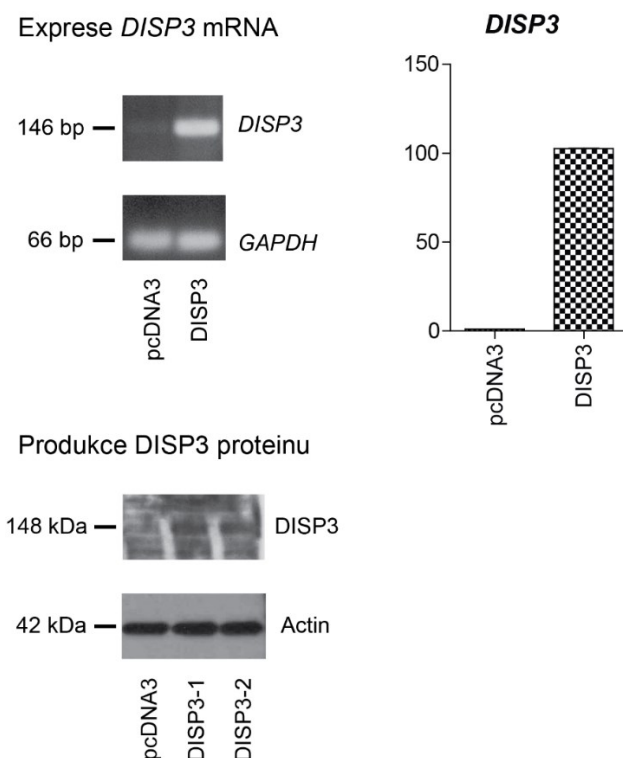 Exprese DISP3 mRNA
146 bp
DISP3
66 bp
GAPDH
pcDNA3
DISP3
DISP3
150
100
50
0
pcDNA3
DISP3
Produkce DISP3 proteinu
148 kDa
DISP3
42 kDa
Actin
pcDNA3
DISP3-1
DISP3-2